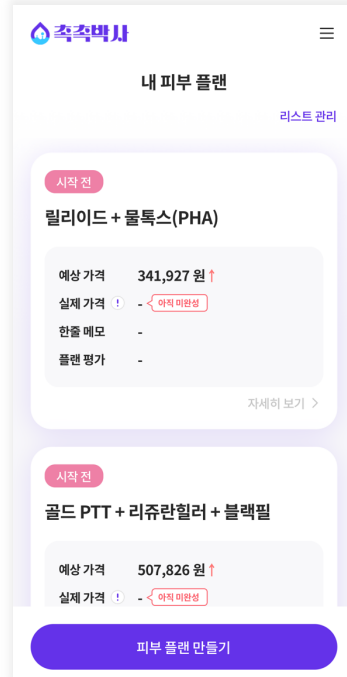 촉촉박사
내 피부 플랜
리스트 관리
시작 전
릴리이드 + 물톡스(PHA)
예상 가격 341,927 원↑
실제 가격 ! - 아직 미완성
한줄 메모 -
플랜 평가 -
자세히 보기 >
시작 전
골드 PTT + 리쥬란힐러 + 블랙필
예상 가격 507,826 원↑
실제 가격 ! - 아직 미완성
피부 플랜 만들기